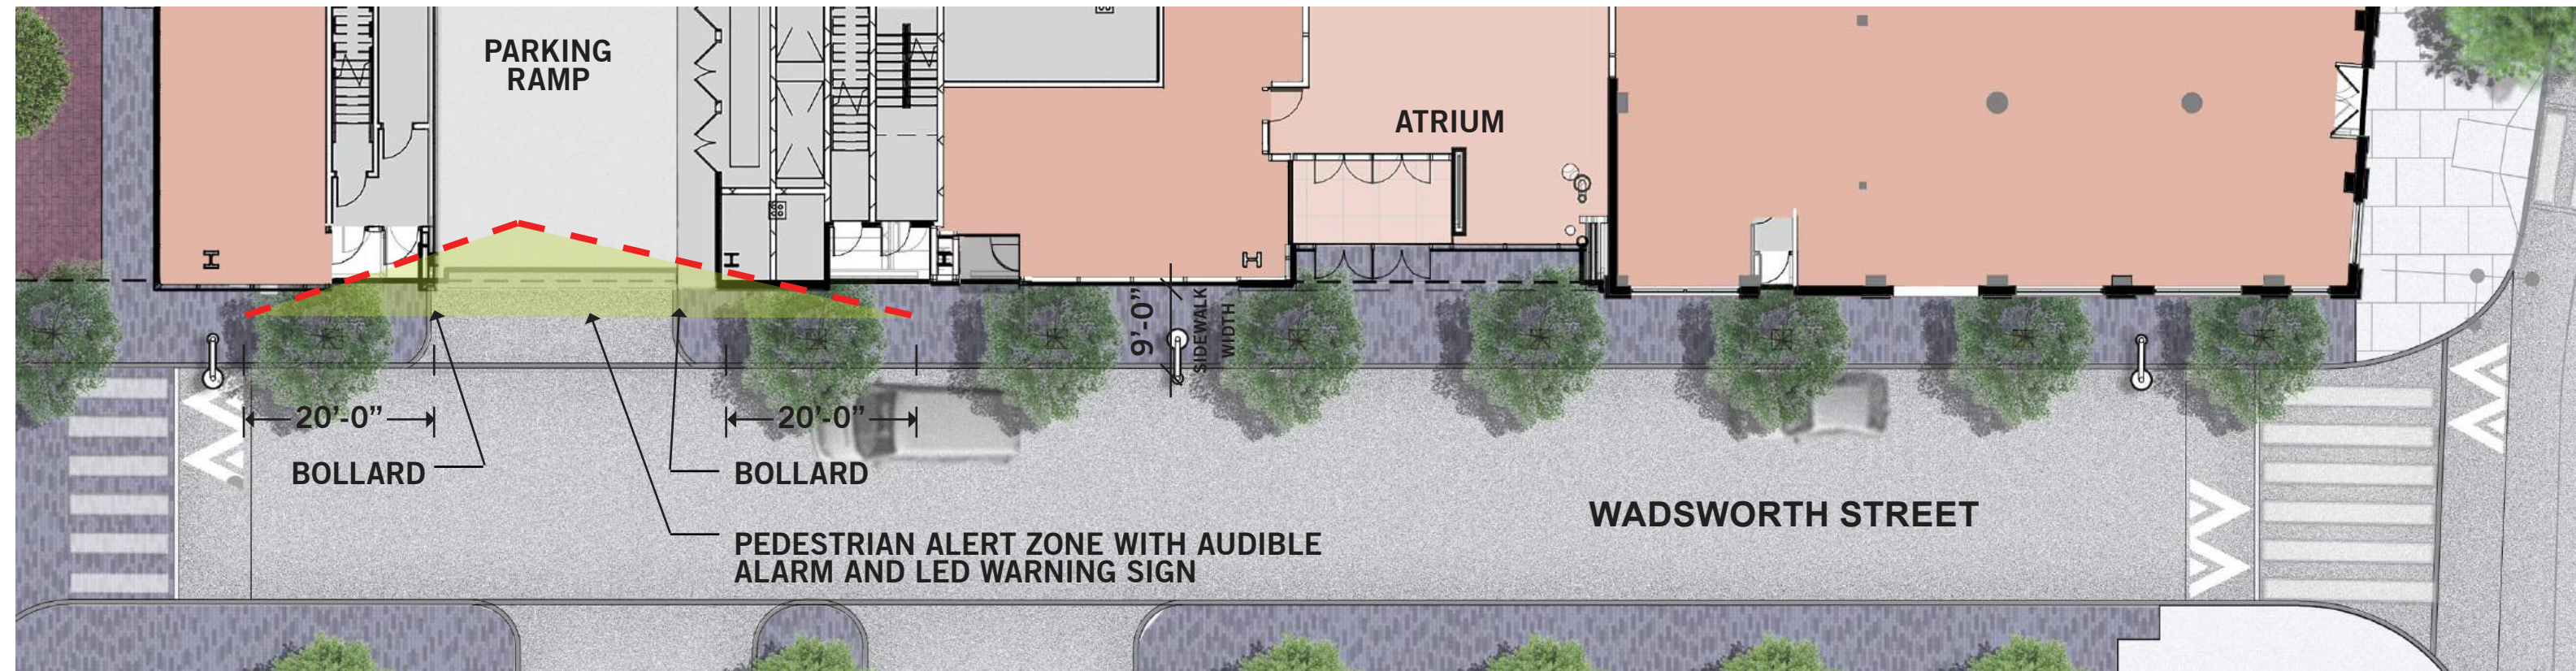 PARKING
RAMP
ATRIUM
9’-0”
SIDEWALK
WIDTH
20’-0”
20’-0”
BOLLARD
BOLLARD
WADSWORTH STREET
PEDESTRIAN ALERT ZONE WITH AUDIBLE
ALARM AND LED WARNING SIGN